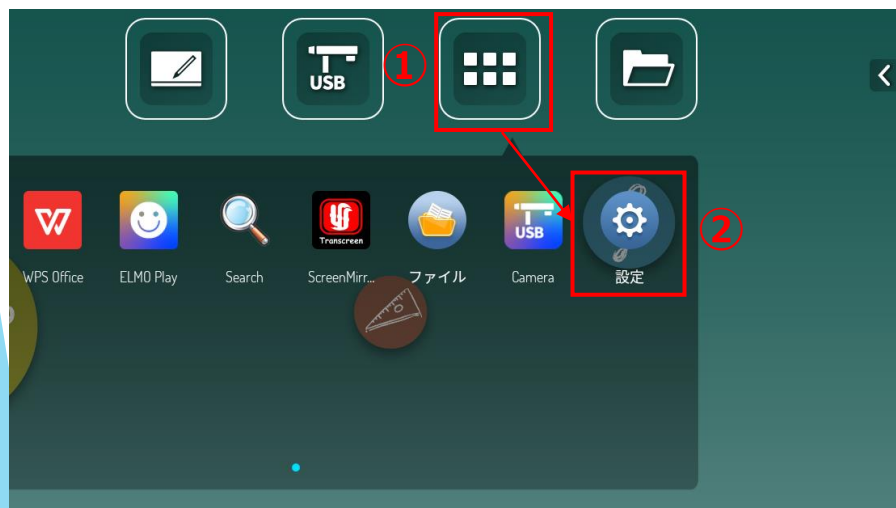 USB
①
Transcreen
USB
WPS Office
ELMO Play
Search
ScreenMirr...
ファイル
Camera
設定
②